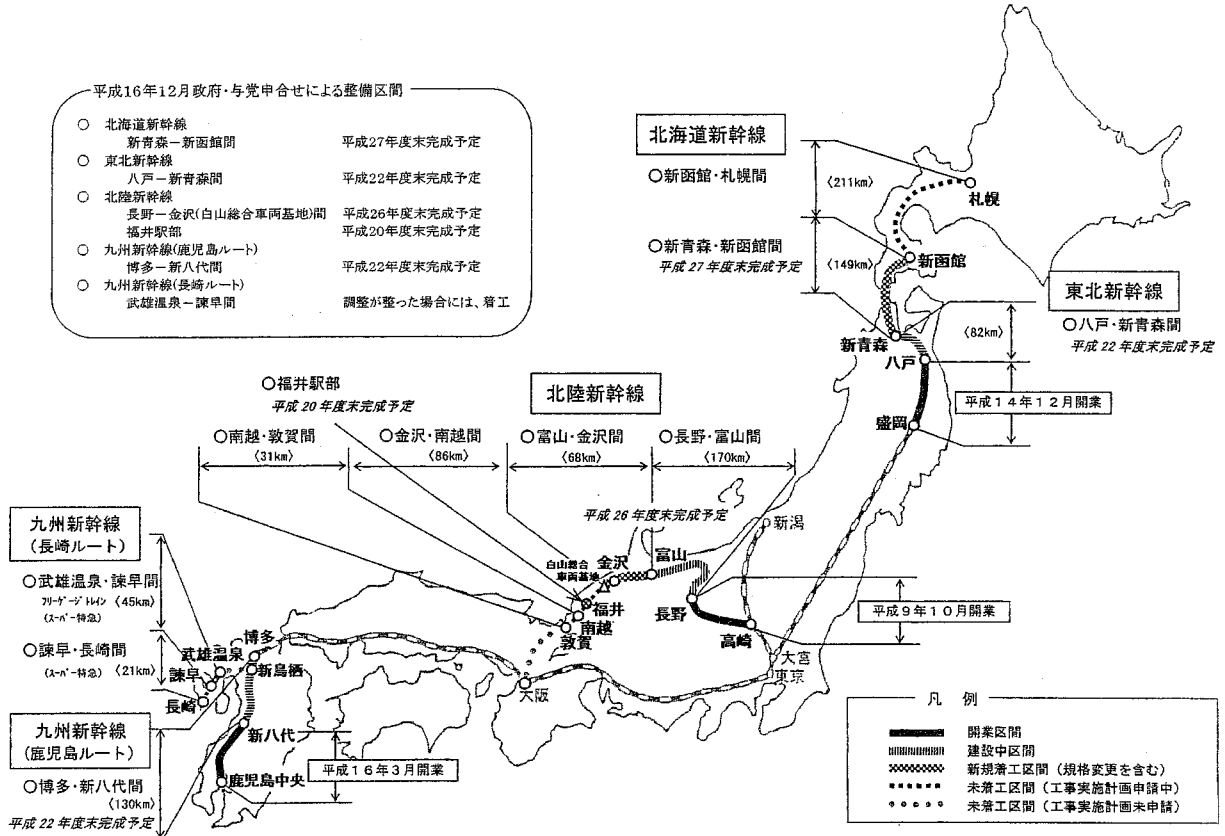 平成16年12月政府・与党申合せによる整備区間
○ 北海道新幹線
新青森－新函館間 平成27年度末完成予定
○ 東北新幹線
八戸－新青森間 平成22年度末完成予定
○ 北陸新幹線
長野－金沢(白山総合車両基地)間 平成26年度末完成予定
福井駅部 平成20年度末完成予定
○ 九州新幹線(鹿児島ルート)
博多－新八代間 平成22年度末完成予定
○ 九州新幹線(長崎ルート)
武雄温泉－諫早間 調整が整った場合には、着工
北海道新幹線
○新函館・札幌間
〈211km〉
札幌
○新青森・新函館間
平成27年度末完成予定
〈149km〉
新函館
東北新幹線
○八戸・新青森間
平成22年度末完成予定
〈82km〉
新青森
八戸
平成14年12月開業
盛岡
○福井駅部
平成20年度末完成予定
北陸新幹線
○南越・敦賀間
〈31km〉
○金沢・南越間
〈86km〉
○富山・金沢間
〈68km〉
○長野・富山間
〈170km〉
平成26年度末完成予定
新潟
白山総合
車両基地
金沢
富山
福井
南越
敦賀
長野
高崎
平成9年10月開業
大宮
東京
大阪
九州新幹線
(長崎ルート)
○武雄温泉・諫早間
フリーゲージトレイン 〈45km〉
(スーパー特急)
○諫早・長崎間
(スーパー特急) 〈21km〉
博多
武雄温泉
新鳥栖
諫早
長崎
九州新幹線
(鹿児島ルート)
○博多・新八代間
〈130km〉
平成22年度末完成予定
新八代
鹿児島中央
平成16年3月開業
凡例
開業区間
建設中区間
新規着工区間（規格変更を含む）
未着工区間（工事実施計画申請中）
未着工区間（工事実施計画未申請）